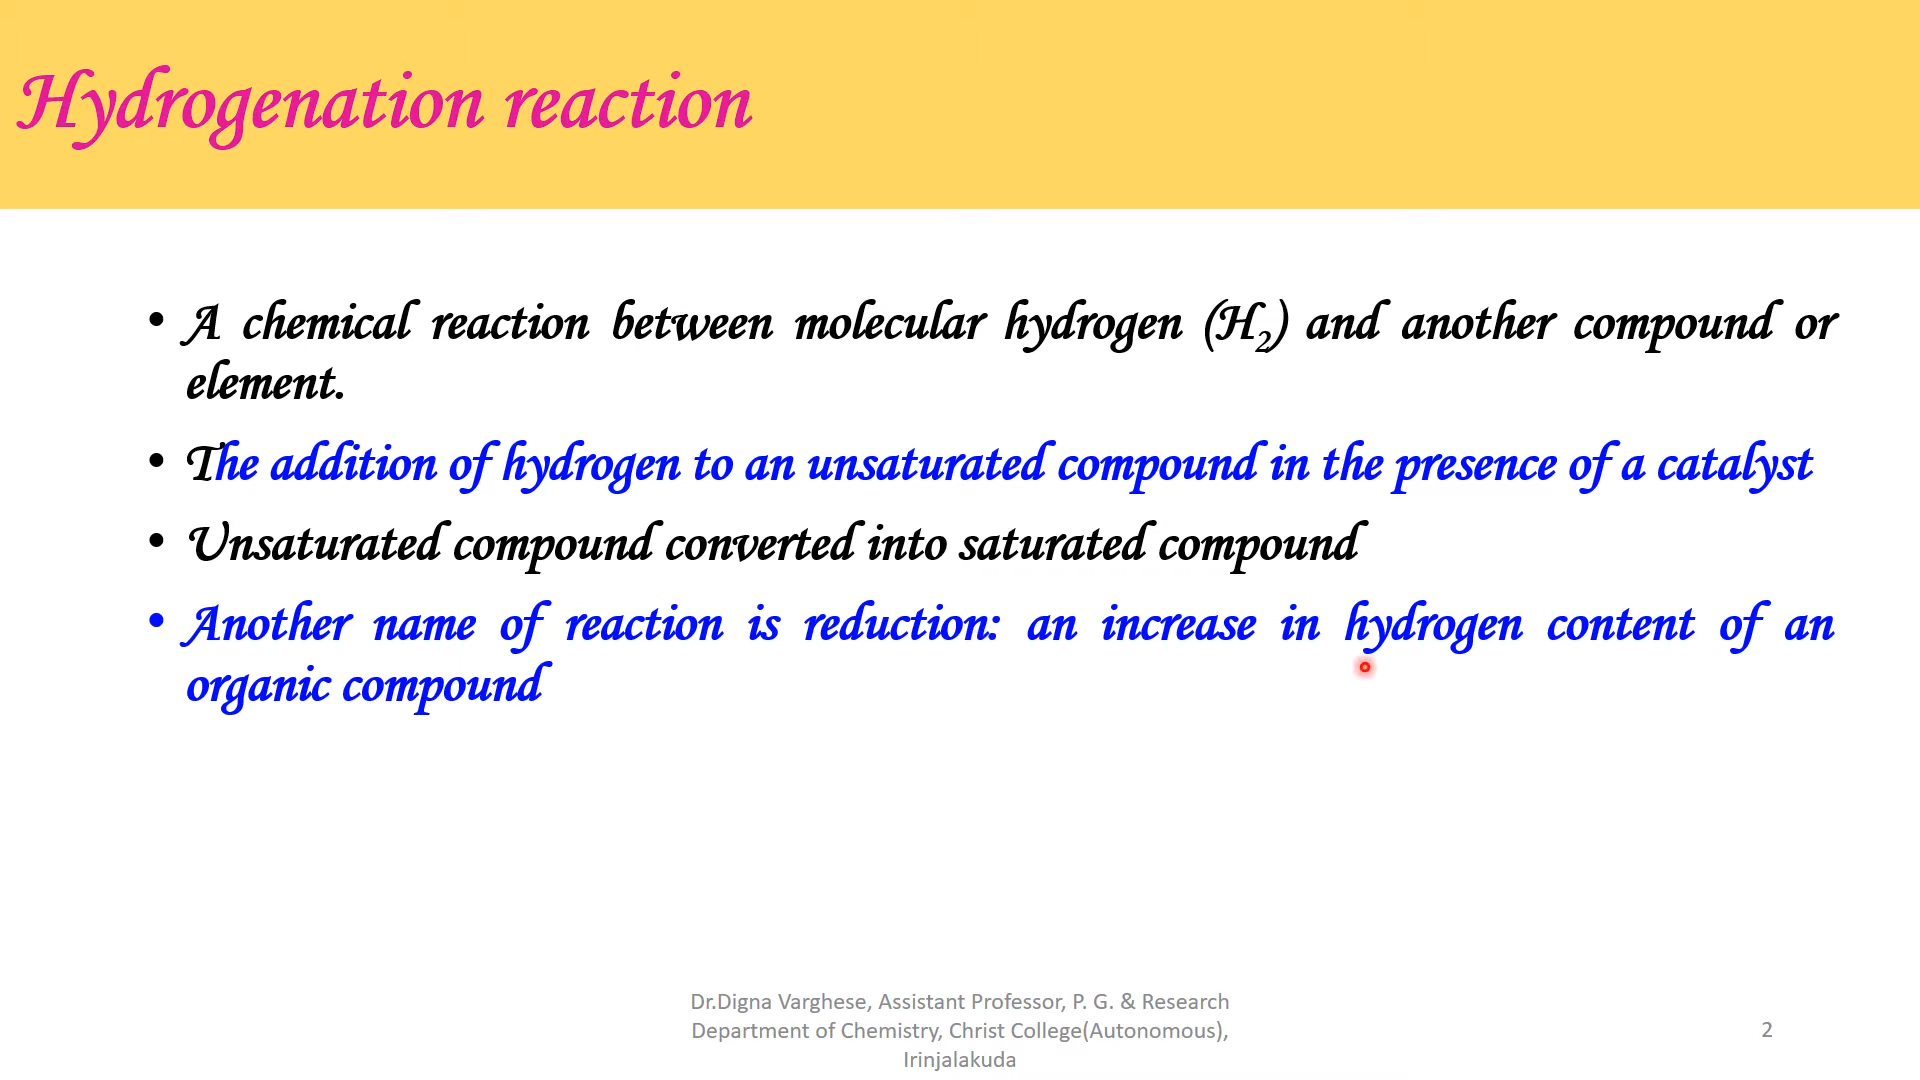 Hydrogenation reaction
• A chemical reaction between molecular hydrogen (H₂) and another compound or
element.
• The addition of hydrogen to an unsaturated compound in the presence of a catalyst
• Unsaturated compound converted into saturated compound
• Another name of reaction is reduction: an increase in hydrogen content of an
organic compound
Dr.Digna Varghese, Assistant Professor, P. G. & Research
Department of Chemistry, Christ College(Autonomous),
Irinjalakuda
2